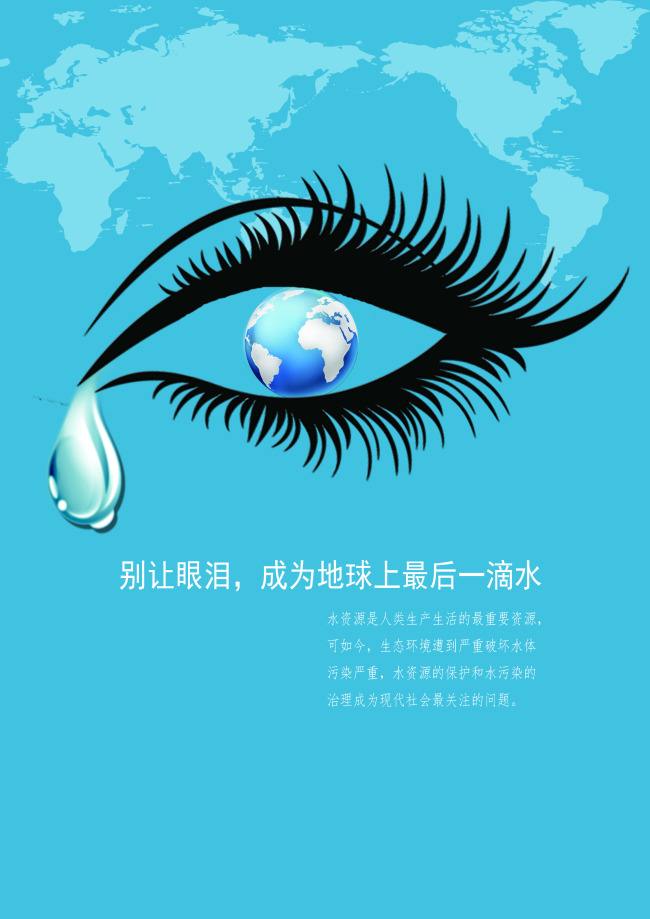 别让眼泪，成为地球上最后一滴水
水资源是人类生产生活的最重要资源，
可如今，生态环境遭到严重破坏水体
污染严重，水资源的保护和水污染的
治理成为现代社会最关注的问题。